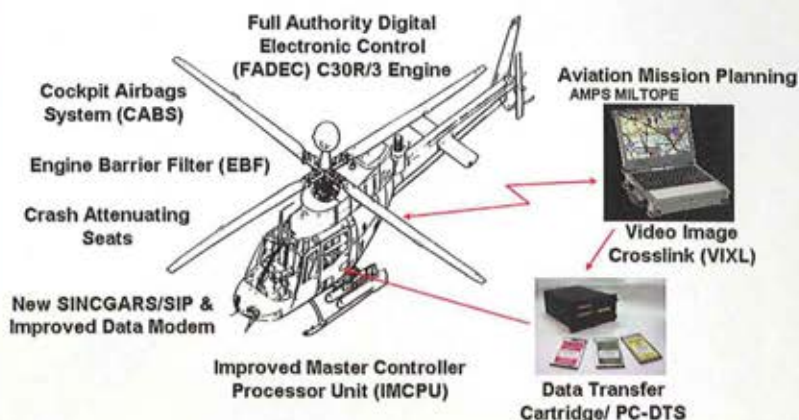 Full Authority Digital
Electronic Control
(FADEC) C30R/3 Engine
Cockpit Airbags
System (CABS)
Engine Barrier Filter (EBF)
Crash Attenuating
Seats
New SINCGARS/SIP &
Improved Data Modem
Improved Master Controller
Processor Unit (IMCPU)
Aviation Mission Planning
AMPS MILTOPE
Video Image
Crosslink (VIXL)
Data Transfer
Cartridge/ PC-DTS